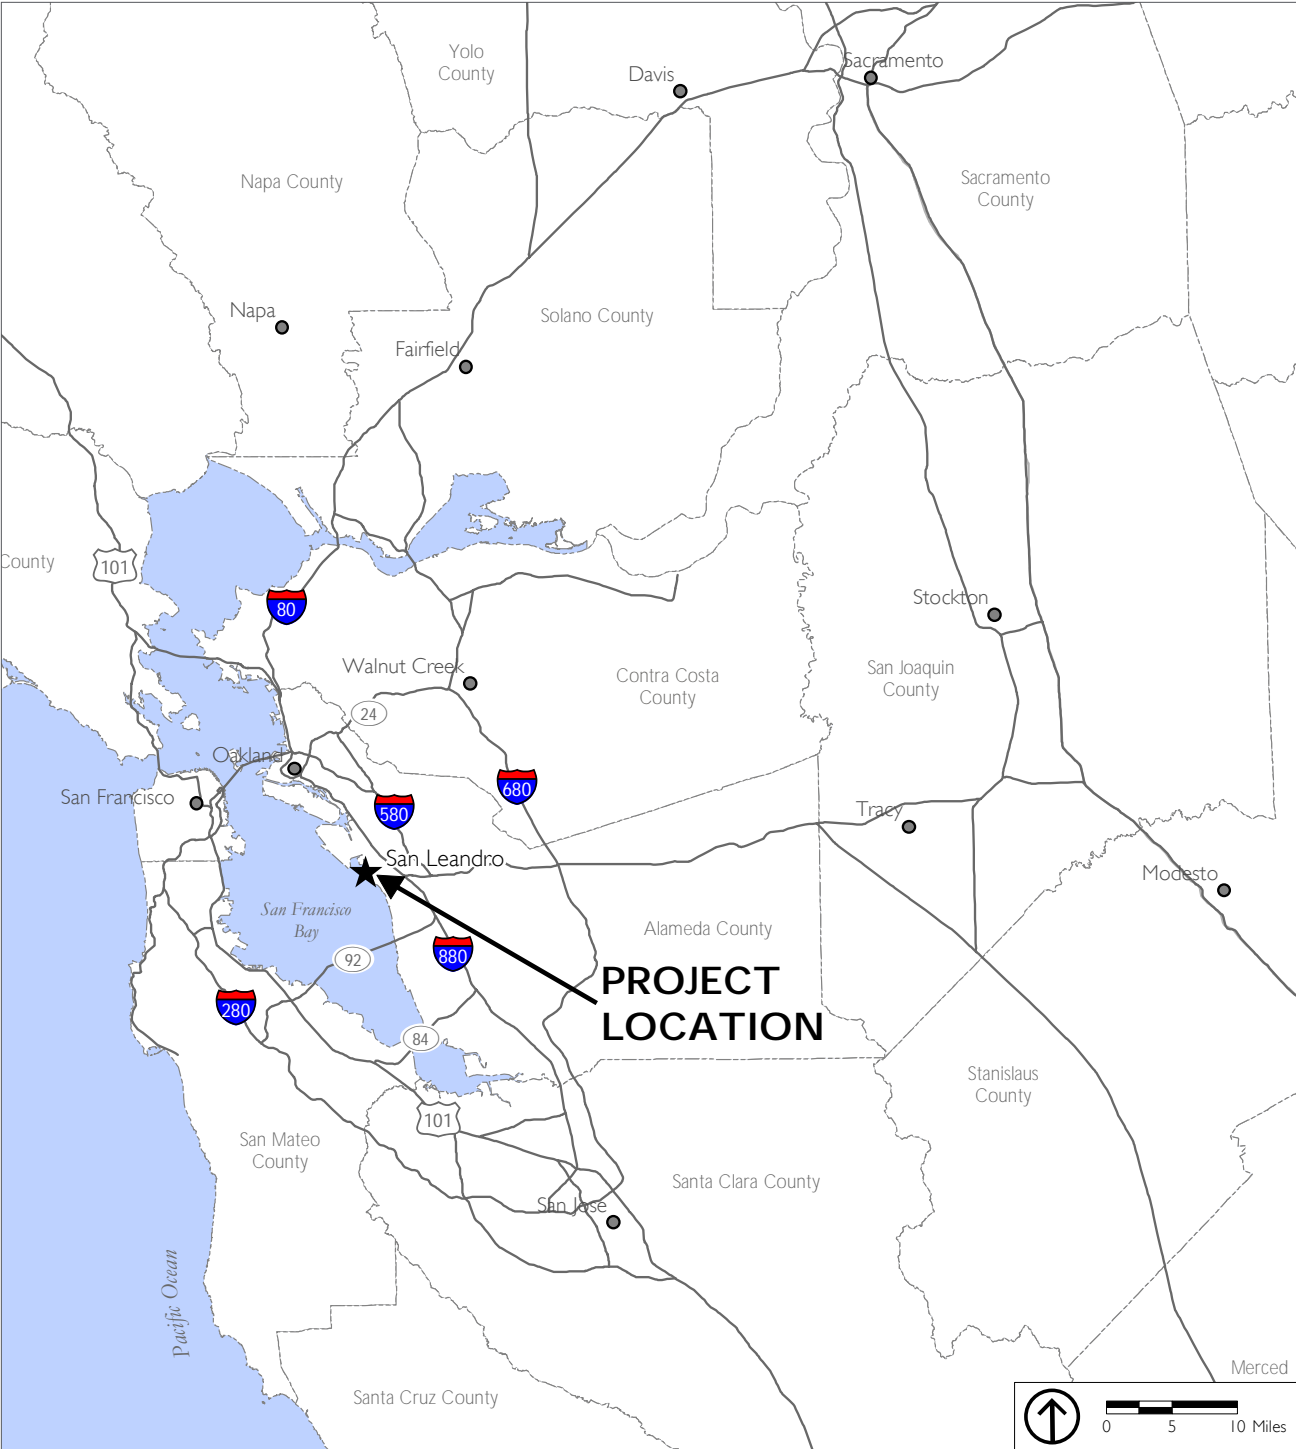 Yolo
County
Davis
Sacramento
Napa County
Sacramento
County
Napa
Solano County
Fairfield
County
101
80
Stockton
Walnut Creek
Contra Costa
County
San Joaquin
County
24
Oakland
680
San Francisco
580
Tracy
San Leandro
Modesto
San Francisco
Bay
Alameda County
92
880
PROJECT
LOCATION
280
84
Stanislaus
County
101
San Mateo
County
Santa Clara County
San Jose
Pacific Ocean
Merced
Santa Cruz County
0 5 10 Miles